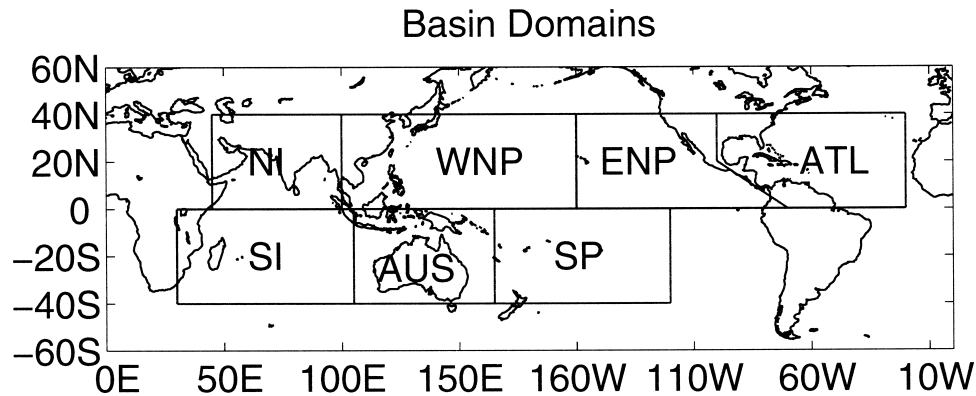 Basin Domains
60N
40N
NI WNP ENP ATL
20N
0
SI AUS SP
−20S
−40S
−60S
0E 50E 100E 150E 160W 110W 60W 10W